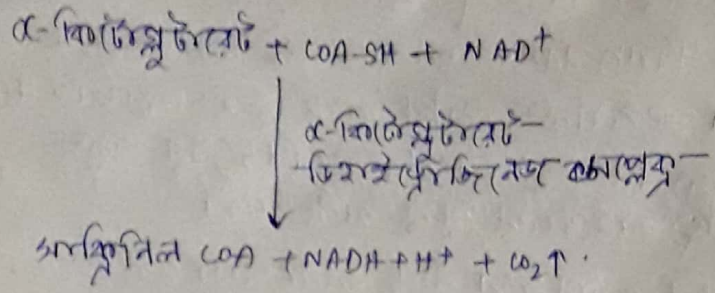 α-কিটোগ্লুটারেট + COA-SH + NAD+
α-কিটোগ্লুটারেট-
ডিহাইড্রোজিনেজ কমপ্লেক্স
সাক্সিনিল COA + NADH + H+ + CO2↑.